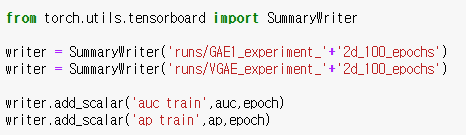 from torch.utils.tensorboard import SummaryWriter
writer = SummaryWriter('runs/GAE1_experiment_'+'2d_100_epochs')
writer = SummaryWriter('runs/VGAE_experiment_'+'2d_100_epochs')
writer.add_scalar('auc train',auc,epoch)
writer.add_scalar('ap train',ap,epoch)